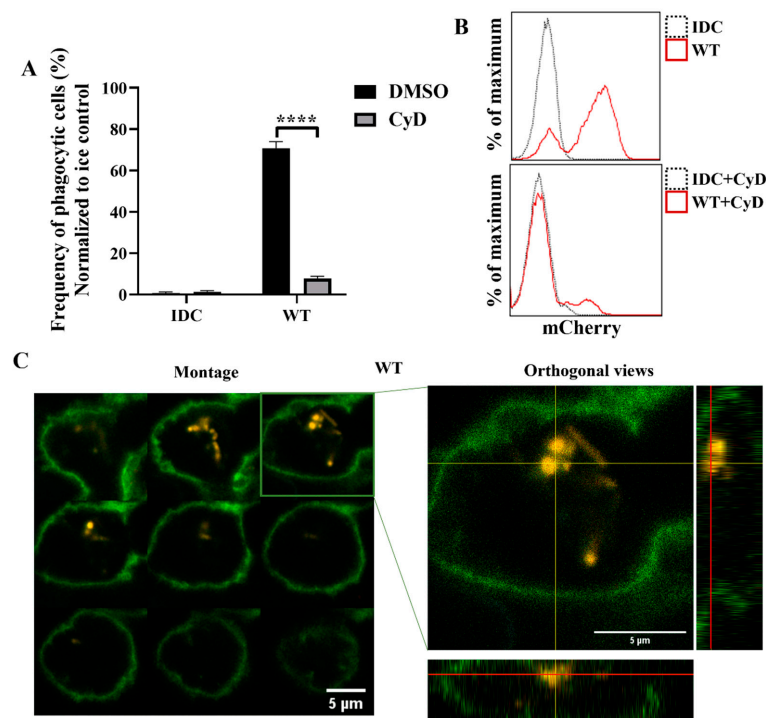 A
Frequency of phagocytic cells (%)
Normalized to ice control
100
80
60
40
20
0
IDC
WT
****
DMSO
CyD
B
% of maximum
IDC
WT
% of maximum
IDC+CyD
WT+CyD
mCherry
C
Montage
WT
Orthogonal views
5 µm
5 µm